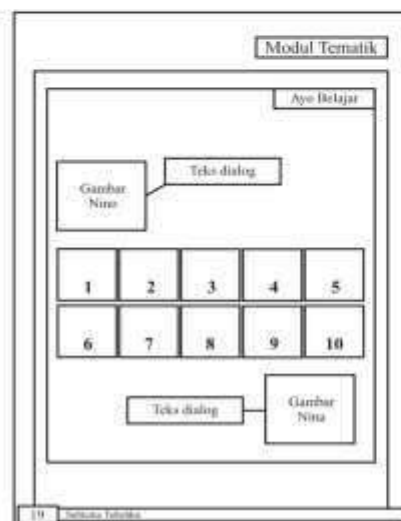 Modul Tematik
Ayo Belajar
Teks dialog
Gambar
Nino
1 2 3 4 5
6 7 8 9 10
Teks dialog
Gambar
Nina
19